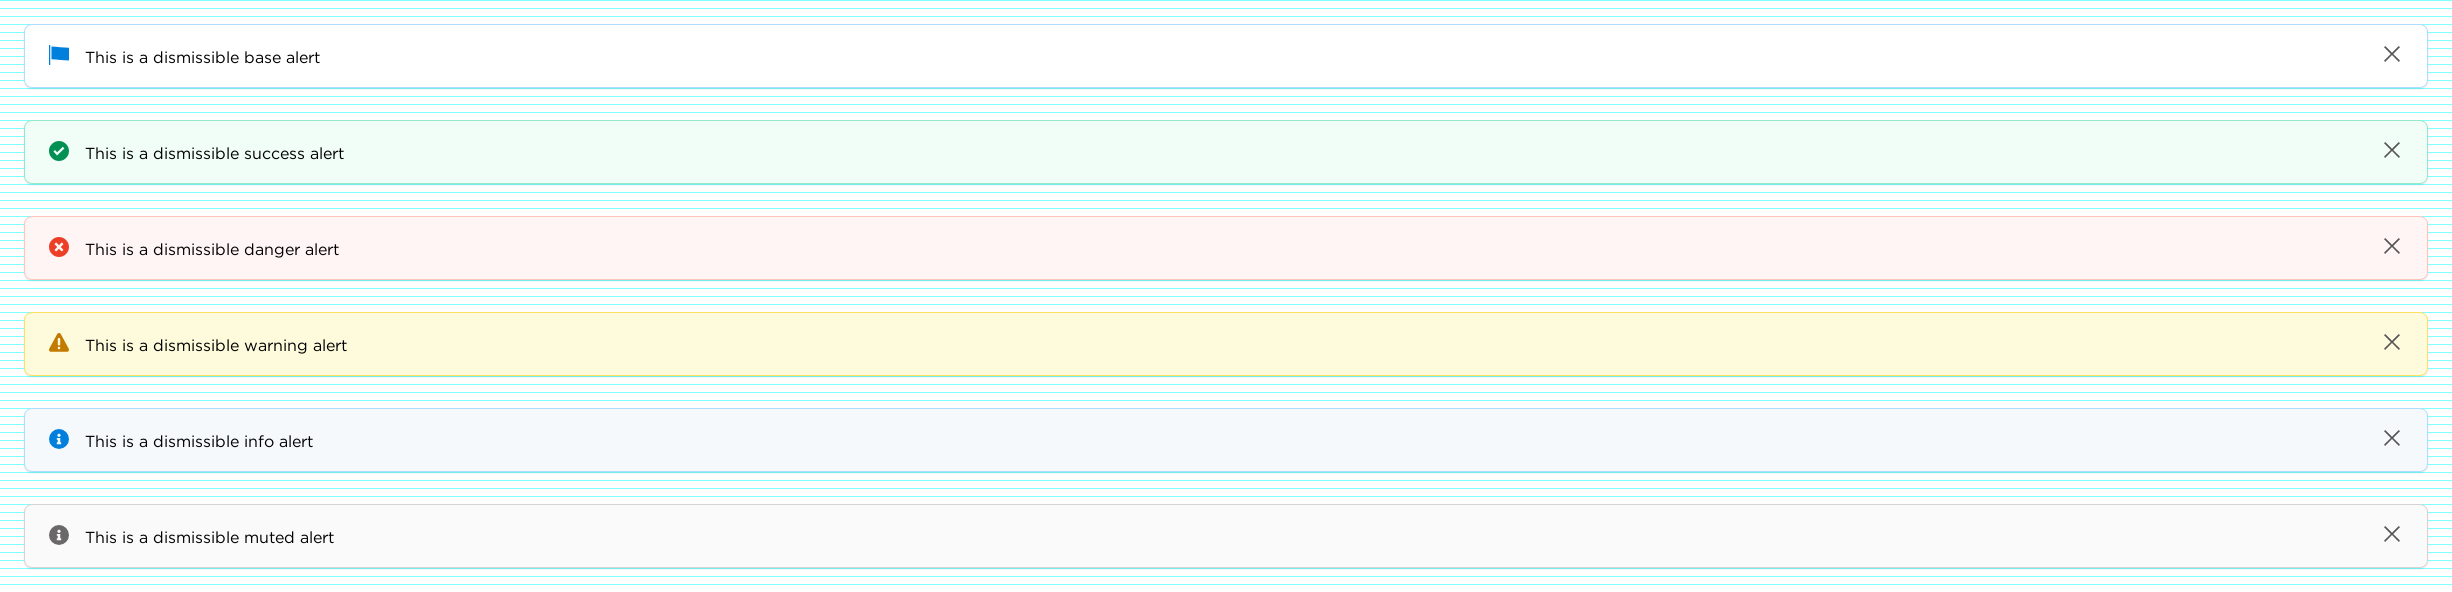 This is a dismissible base alert
This is a dismissible success alert
This is a dismissible danger alert
This is a dismissible warning alert
This is a dismissible info alert
This is a dismissible muted alert